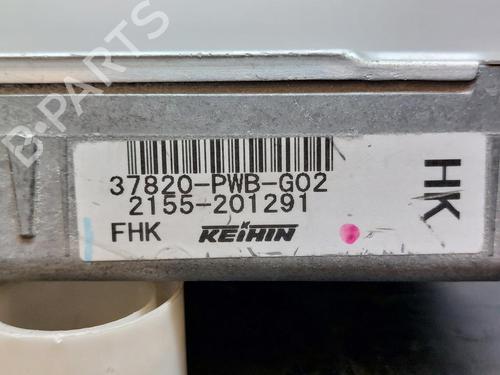 B-PARTS
37820-PWB-G02
2155-201291
FHK KEIHIN
HK